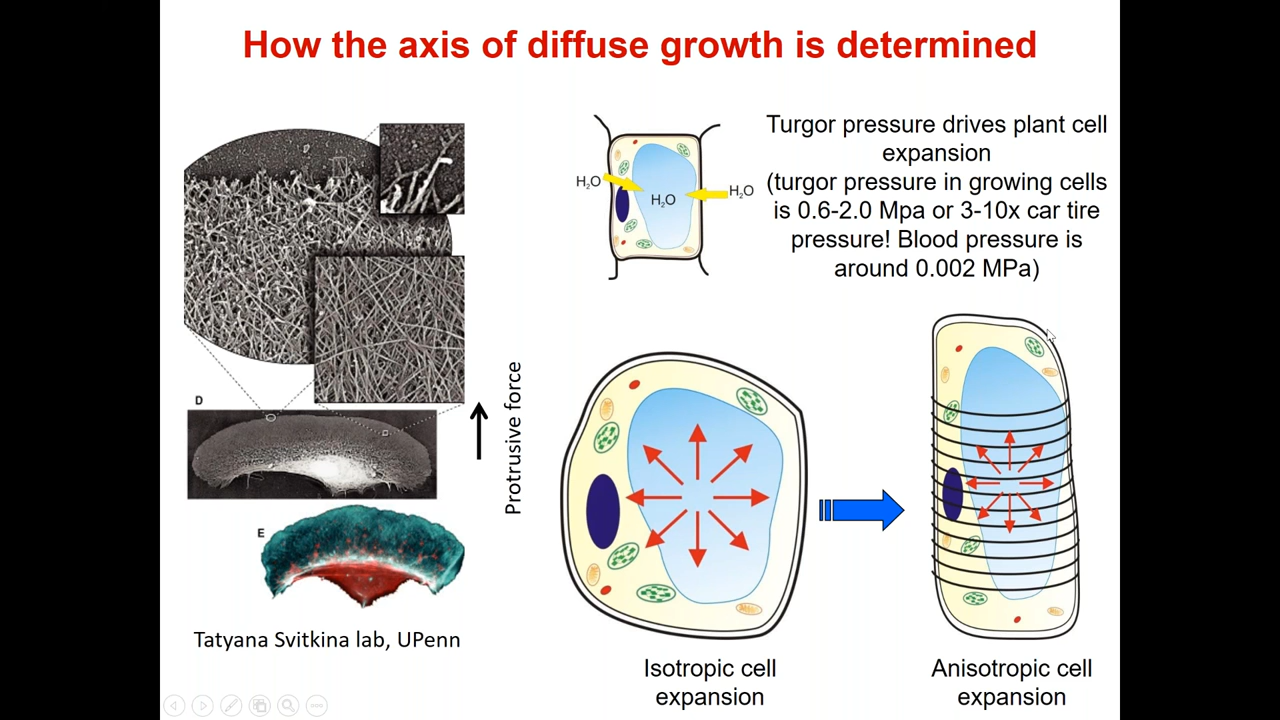 How the axis of diffuse growth is determined
D
E
Tatyana Svitkina lab, UPenn
Protrusive force
H₂O
H₂O
H₂O
Turgor pressure drives plant cell
expansion
(turgor pressure in growing cells
is 0.6-2.0 Mpa or 3-10x car tire
pressure! Blood pressure is
around 0.002 MPa)
Isotropic cell
expansion
Anisotropic cell
expansion